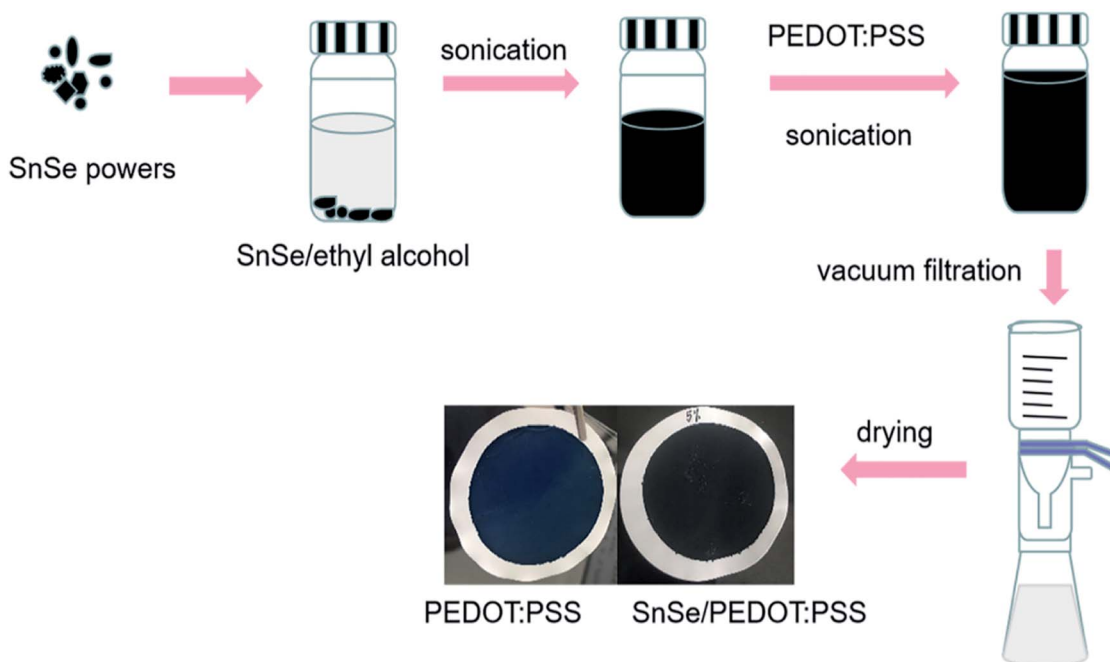 SnSe powers
SnSe/ethyl alcohol
sonication
PEDOT:PSS
sonication
vacuum filtration
drying
5%
PEDOT:PSS
SnSe/PEDOT:PSS